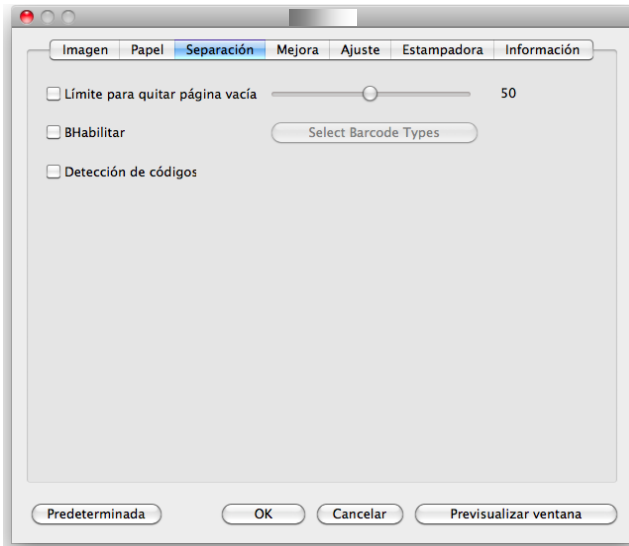 Imagen Papel Separación Mejora Ajuste Estampadora Información
Límite para quitar página vacía 50
BHabilitar Select Barcode Types
Detección de códigos
Predeterminada OK Cancelar Previsualizar ventana